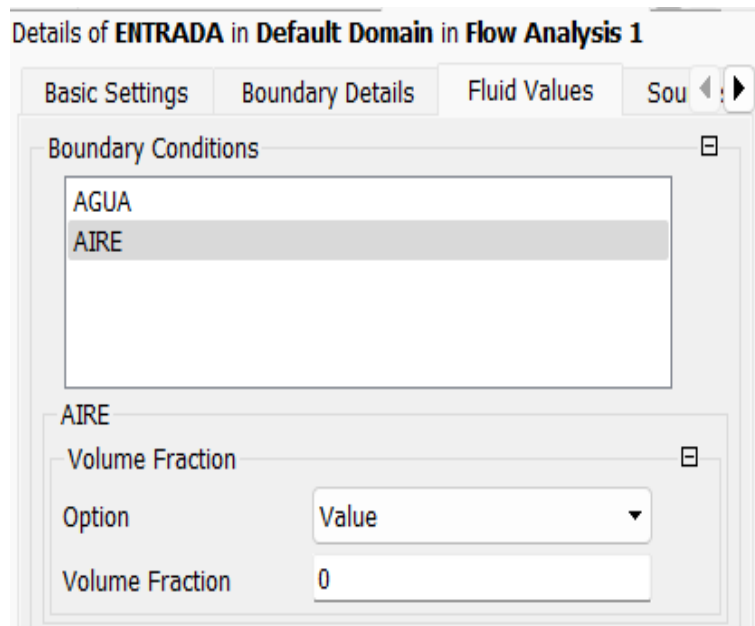 Details of ENTRADA in Default Domain in Flow Analysis 1
Basic Settings Boundary Details Fluid Values Sou
Boundary Conditions
AGUA
AIRE
AIRE
Volume Fraction
Option Value
Volume Fraction 0